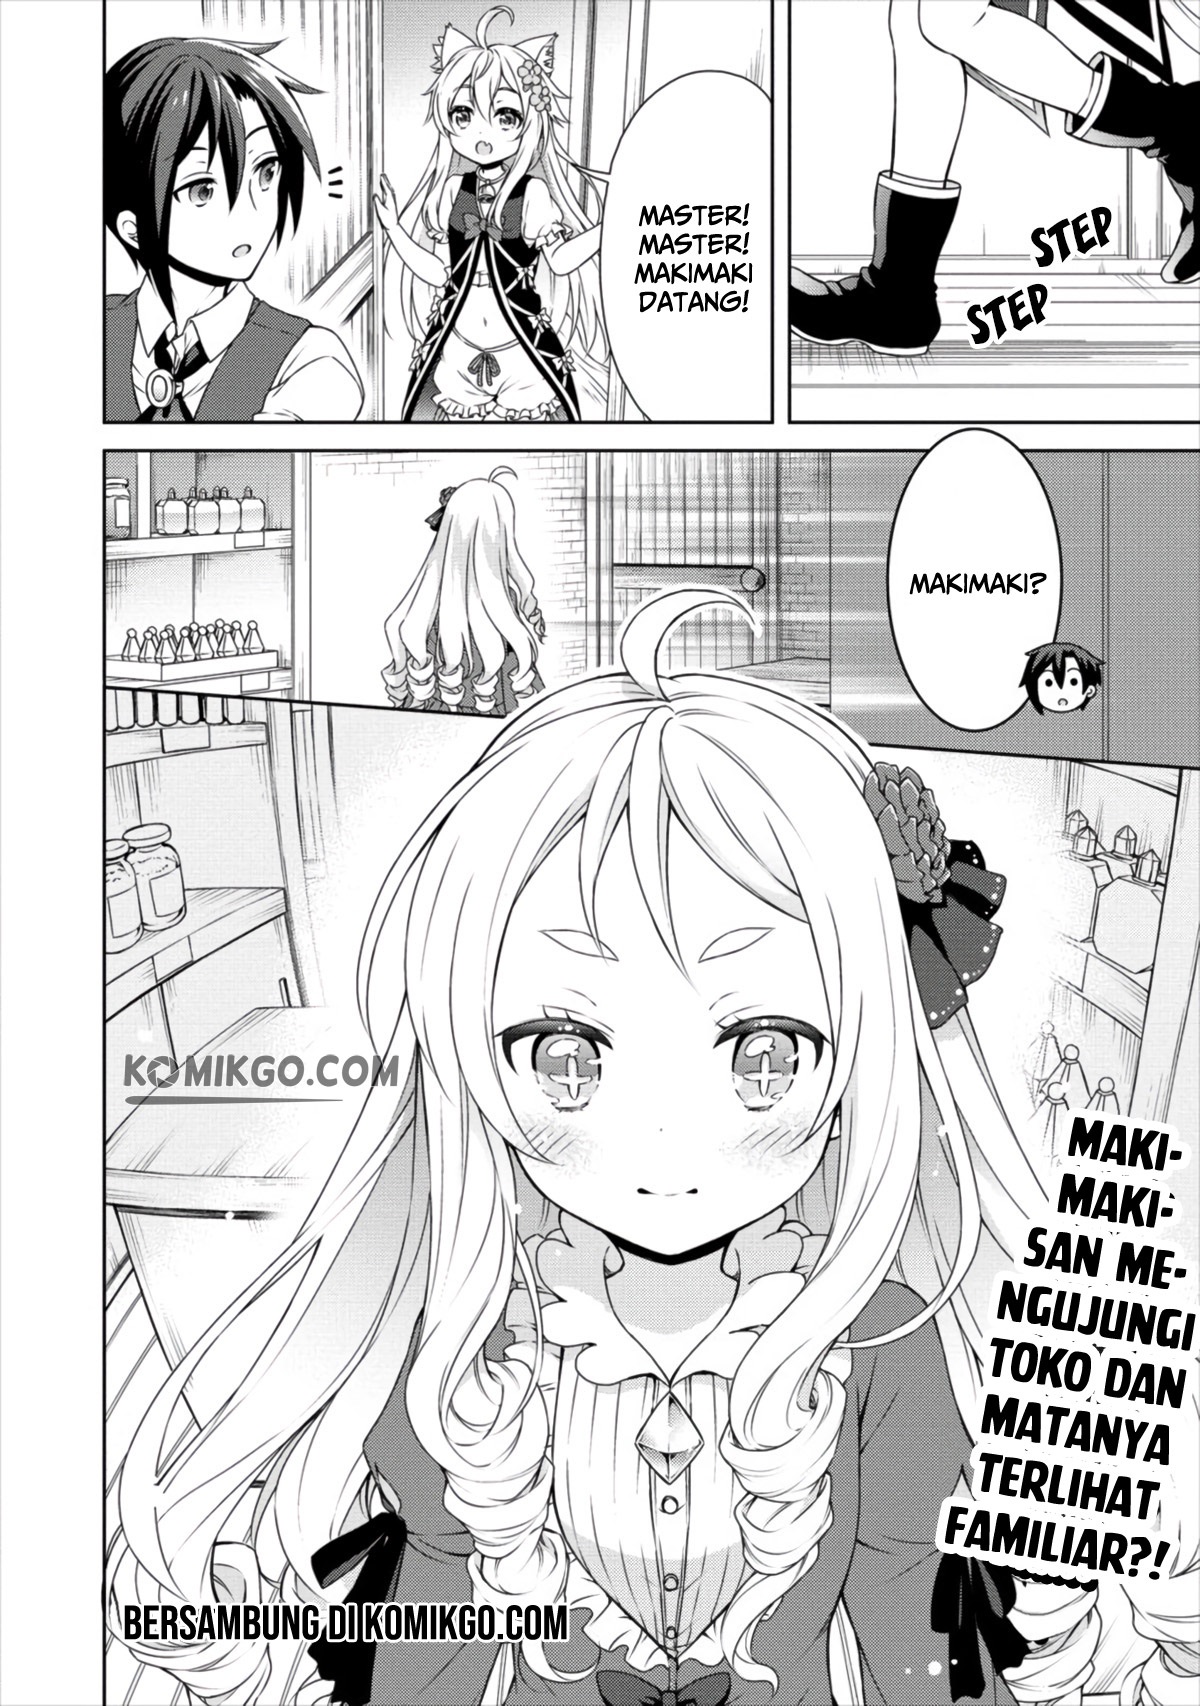 STEP
STEP
MASTER!
MASTER!
MAKIMAKI
DATANG!
MAKIMAKI?
KOMIKGO.COM
MAKI-
MAKI-
SAN ME-
NGUJUNGI
TOKO DAN
MATANYA
TERLIHAT
FAMILIAR?!
BERSAMBUNG DI KOMIKGO.COM